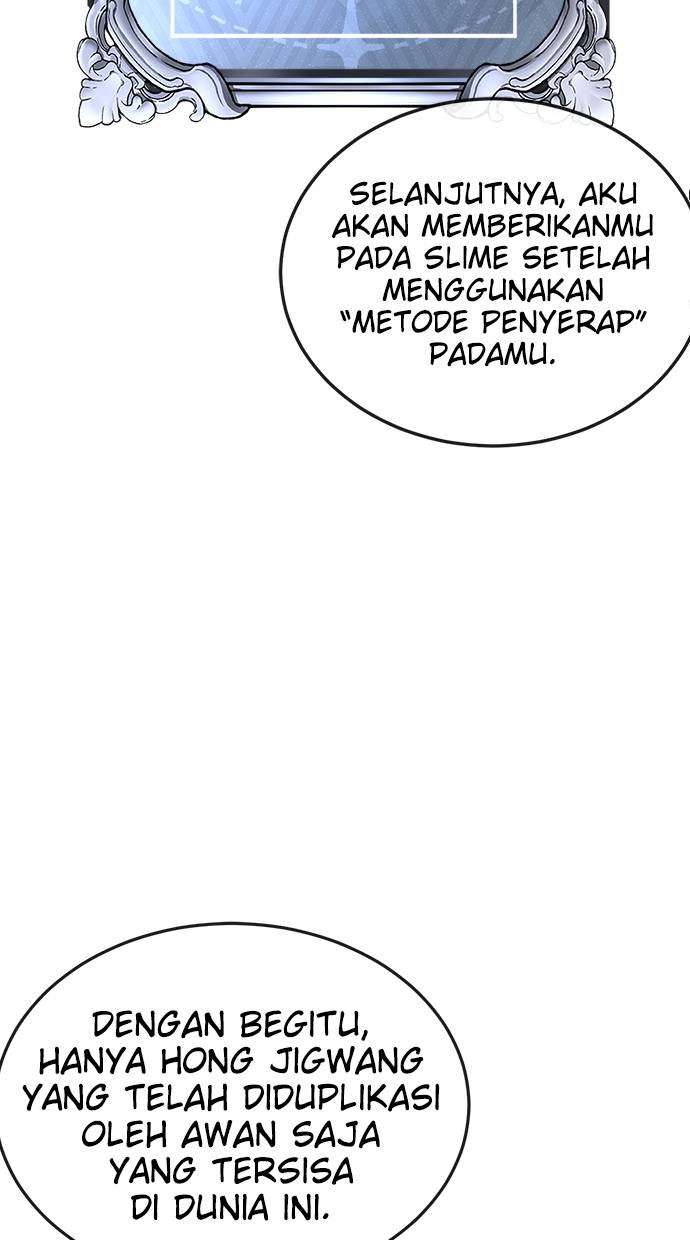 SELANJUTNYA, AKU
AKAN MEMBERIKANMU
PADA SLIME SETELAH
MENGGUNAKAN
“METODE PENYERAP”
PADAMU.
DENGAN BEGITU,
HANYA HONG JIGWANG
YANG TELAH DIDUPLIKASI
OLEH AWAN SAJA
YANG TERSISA
DI DUNIA INI.